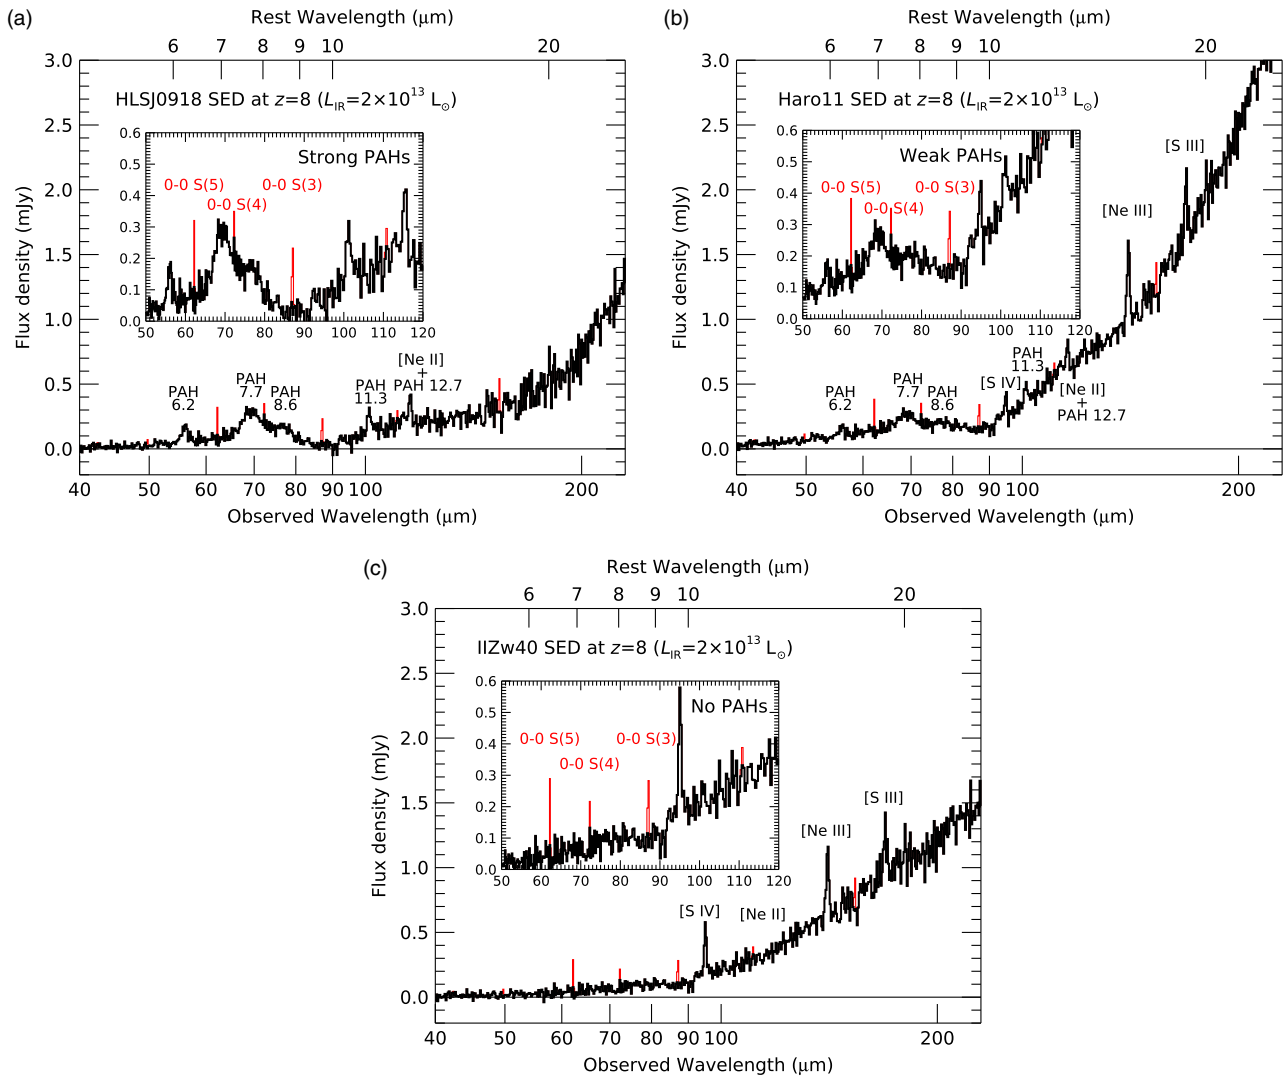 (a)
Rest Wavelength (μm)
6 7 8 9 10 20
3.0
2.5
2.0
1.5
1.0
0.5
0.0
Flux density (mJy)
HLSJ0918 SED at z=8 (L_IR=2×10^13 L_⊙)
0.6
0.5
0.4
0.3
0.2
0.1
0.0
Strong PAHs
0-0 S(5)
0-0 S(3)
0-0 S(4)
50 60 70 80 90 100 110 120
PAH
6.2
PAH
7.7
PAH
8.6
PAH
11.3
[Ne II]
+
PAH 12.7
40 50 60 70 80 90 100 200
Observed Wavelength (μm)
(b)
Rest Wavelength (μm)
6 7 8 9 10 20
3.0
2.5
2.0
1.5
1.0
0.5
0.0
Flux density (mJy)
Haro11 SED at z=8 (L_IR=2×10^13 L_⊙)
0.6
0.5
0.4
0.3
0.2
0.1
0.0
Weak PAHs
0-0 S(5)
0-0 S(3)
0-0 S(4)
50 60 70 80 90 100 110 120
[S III]
[Ne III]
PAH
6.2
PAH
7.7
PAH
8.6
[S IV]
PAH
11.3
[Ne II]
+
PAH 12.7
40 50 60 70 80 90 100 200
Observed Wavelength (μm)
(c)
Rest Wavelength (μm)
6 7 8 9 10 20
3.0
2.5
2.0
1.5
1.0
0.5
0.0
Flux density (mJy)
IIZw40 SED at z=8 (L_IR=2×10^13 L_⊙)
0.6
0.5
0.4
0.3
0.2
0.1
0.0
No PAHs
0-0 S(5)
0-0 S(3)
0-0 S(4)
50 60 70 80 90 100 110 120
[S III]
[Ne III]
[S IV]
[Ne II]
40 50 60 70 80 90 100 200
Observed Wavelength (μm)